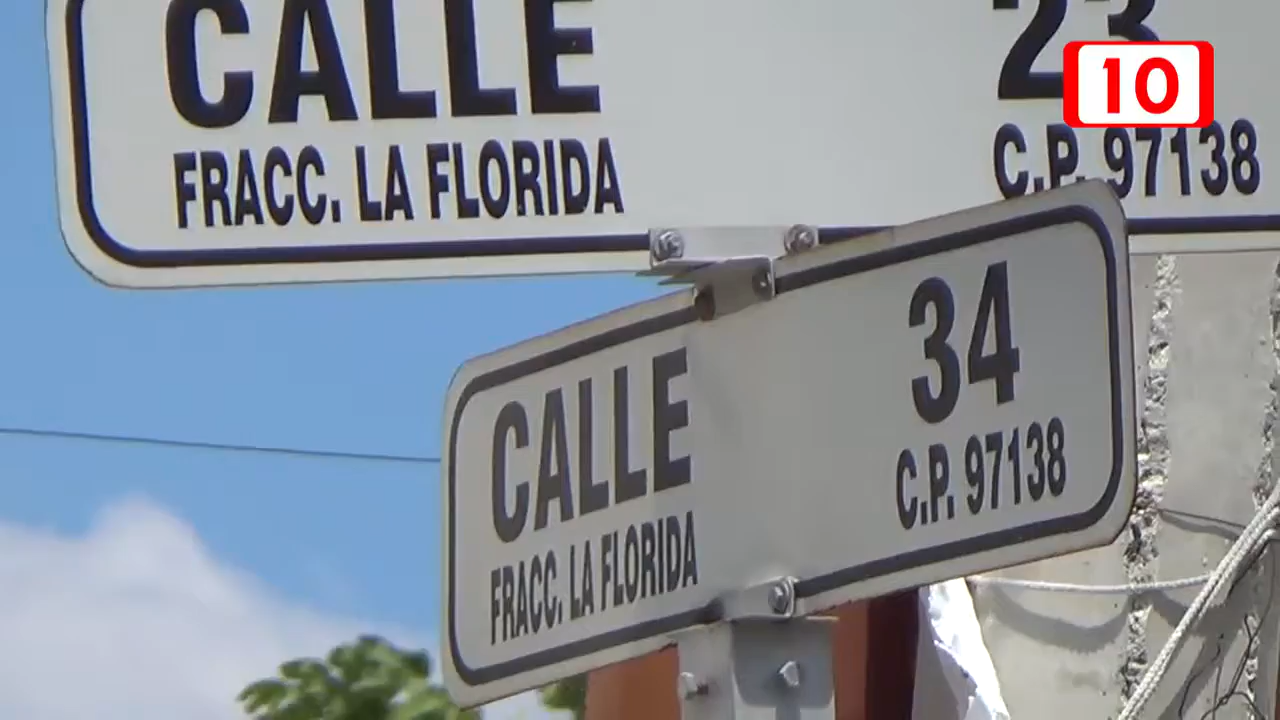 CALLE 23
FRACC. LA FLORIDA C.P. 97138
10
CALLE 34
FRACC. LA FLORIDA C.P. 97138